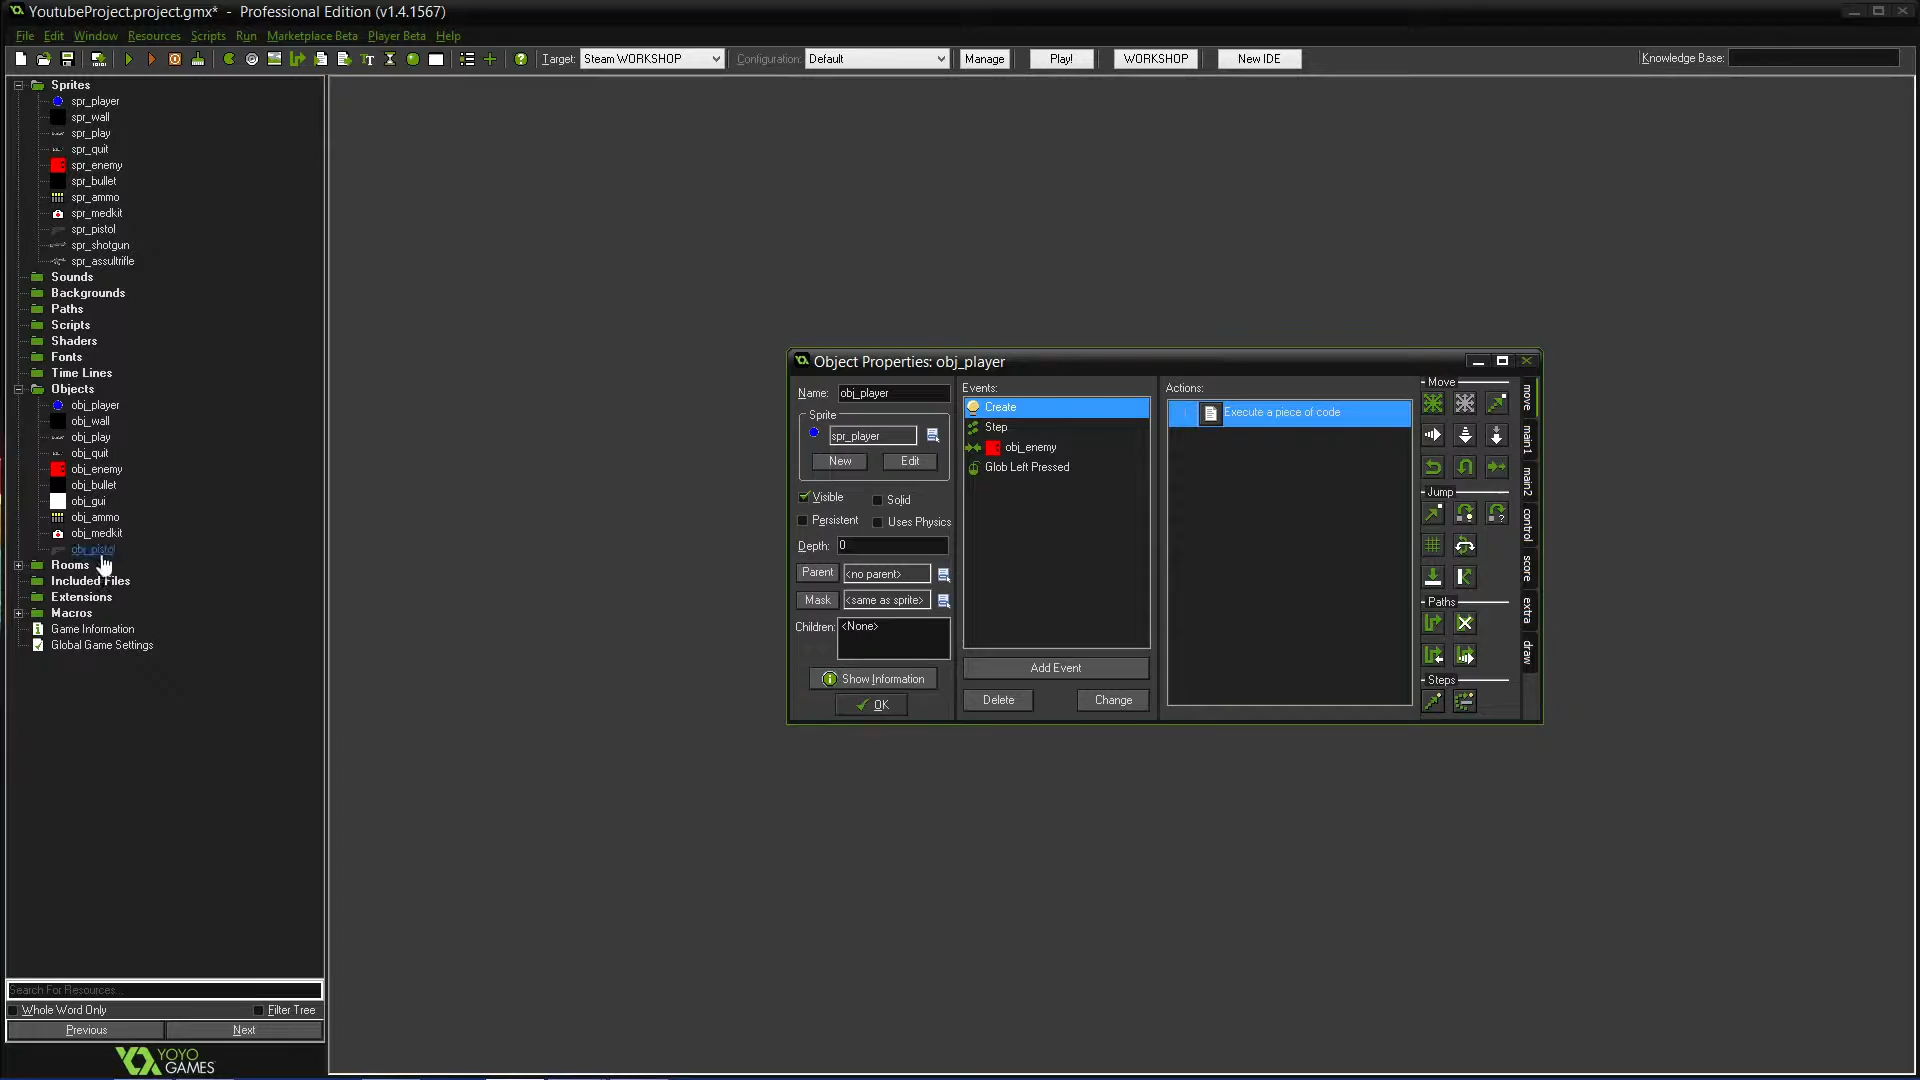 YoutubeProject.project.gmx* - Professional Edition (v1.4.1567)
File Edit Window Resources Scripts Run Marketplace Beta Player Beta Help
Target: Steam WORKSHOP Configuration: Default Manage Play! WORKSHOP New IDE Knowledge Base:
Sprites
spr_player
spr_wall
spr_play
spr_quit
spr_enemy
spr_bullet
spr_ammo
spr_medkit
spr_pistol
spr_shotgun
spr_assultrifle
Sounds
Backgrounds
Paths
Scripts
Shaders
Fonts
Time Lines
Objects
obj_player
obj_wall
obj_play
obj_quit
obj_enemy
obj_bullet
obj_gui
obj_ammo
obj_medkit
obj_pistol
Rooms
Included Files
Extensions
Macros
Game Information
Global Game Settings
Search For Resources...
Whole Word Only Filter Tree
Previous Next
YOYO
GAMES
Object Properties: obj_player
Name: obj_player
Sprite
spr_player
New Edit
Visible Solid
Persistent Uses Physics
Depth: 0
Parent <no parent>
Mask <same as sprite>
Children: <None>
Show Information
OK
Events:
Create
Step
obj_enemy
Glob Left Pressed
Add Event
Delete Change
Actions:
Execute a piece of code
Move
Jump
Paths
Steps
move
main1
main2
control
score
extra
draw